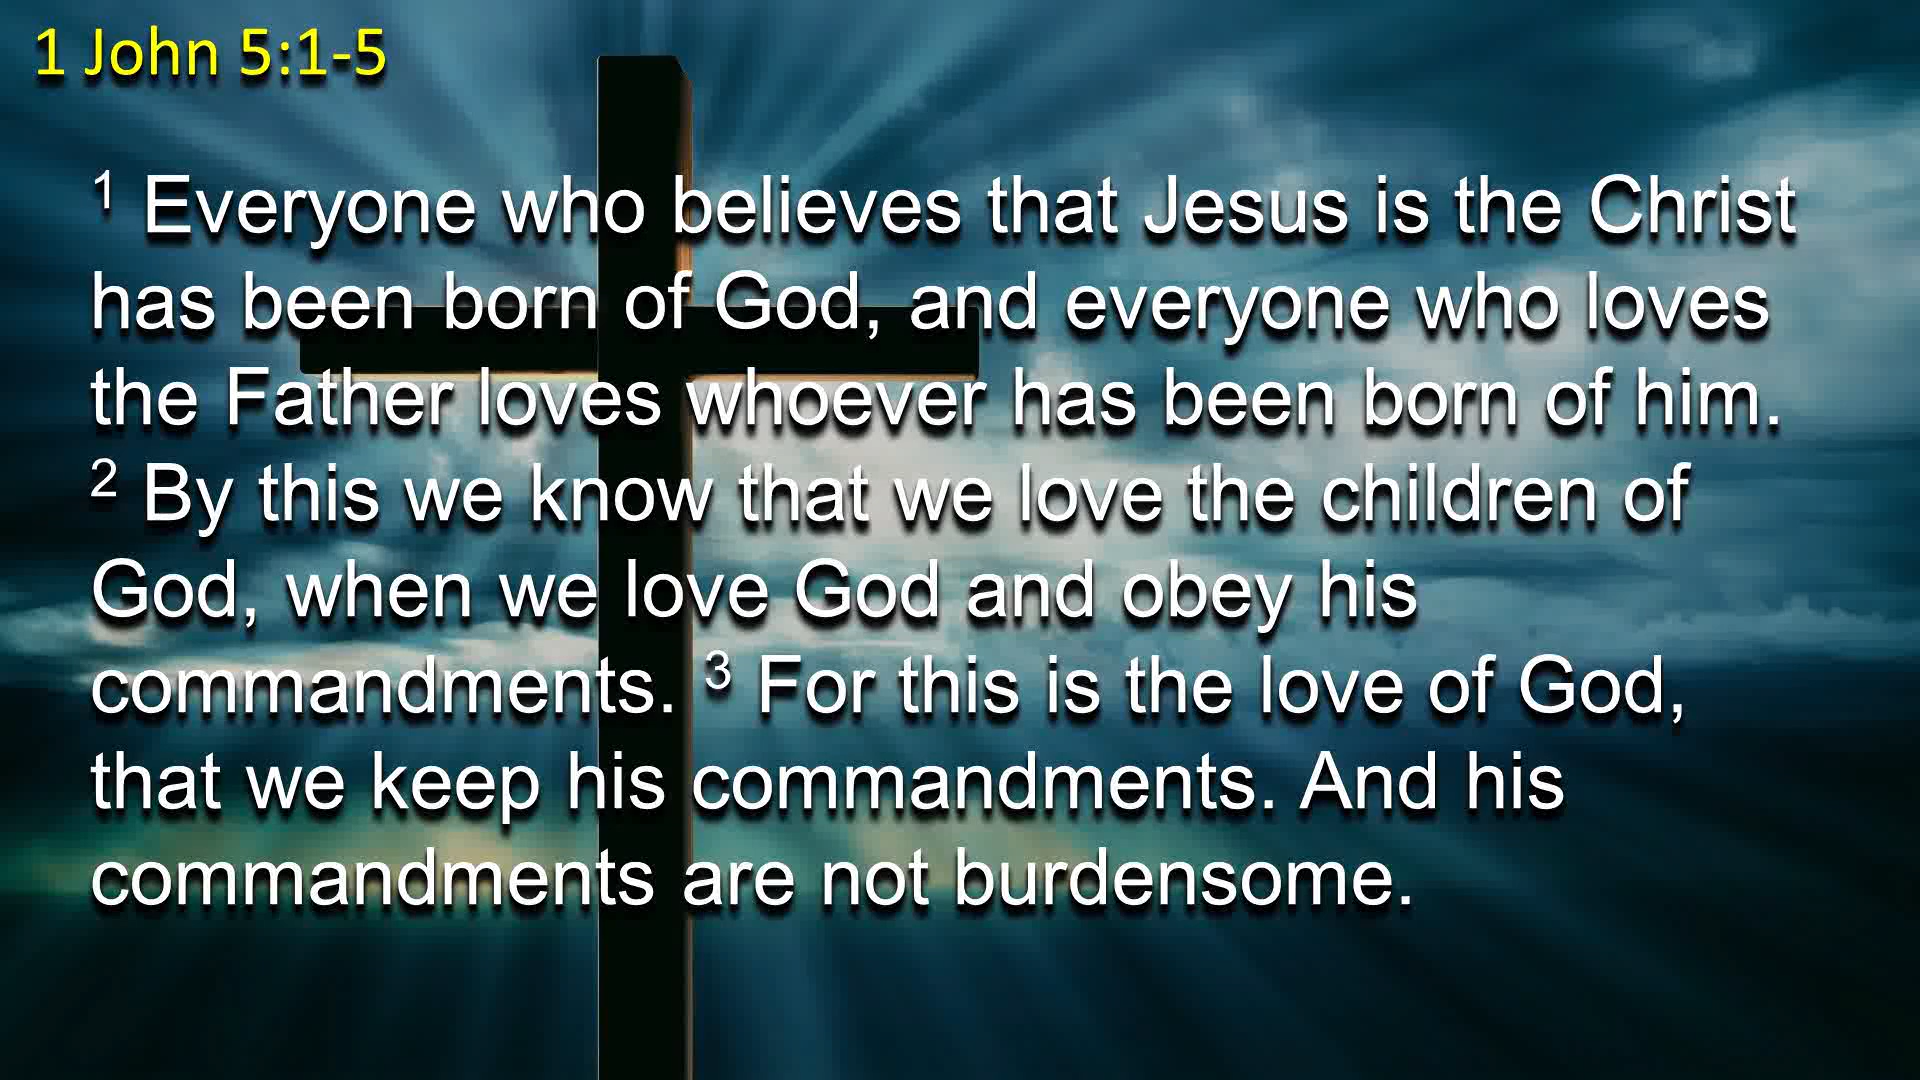 1 John 5:1-5
1 Everyone who believes that Jesus is the Christ
has been born of God, and everyone who loves
the Father loves whoever has been born of him.
2 By this we know that we love the children of
God, when we love God and obey his
commandments. 3 For this is the love of God,
that we keep his commandments. And his
commandments are not burdensome.